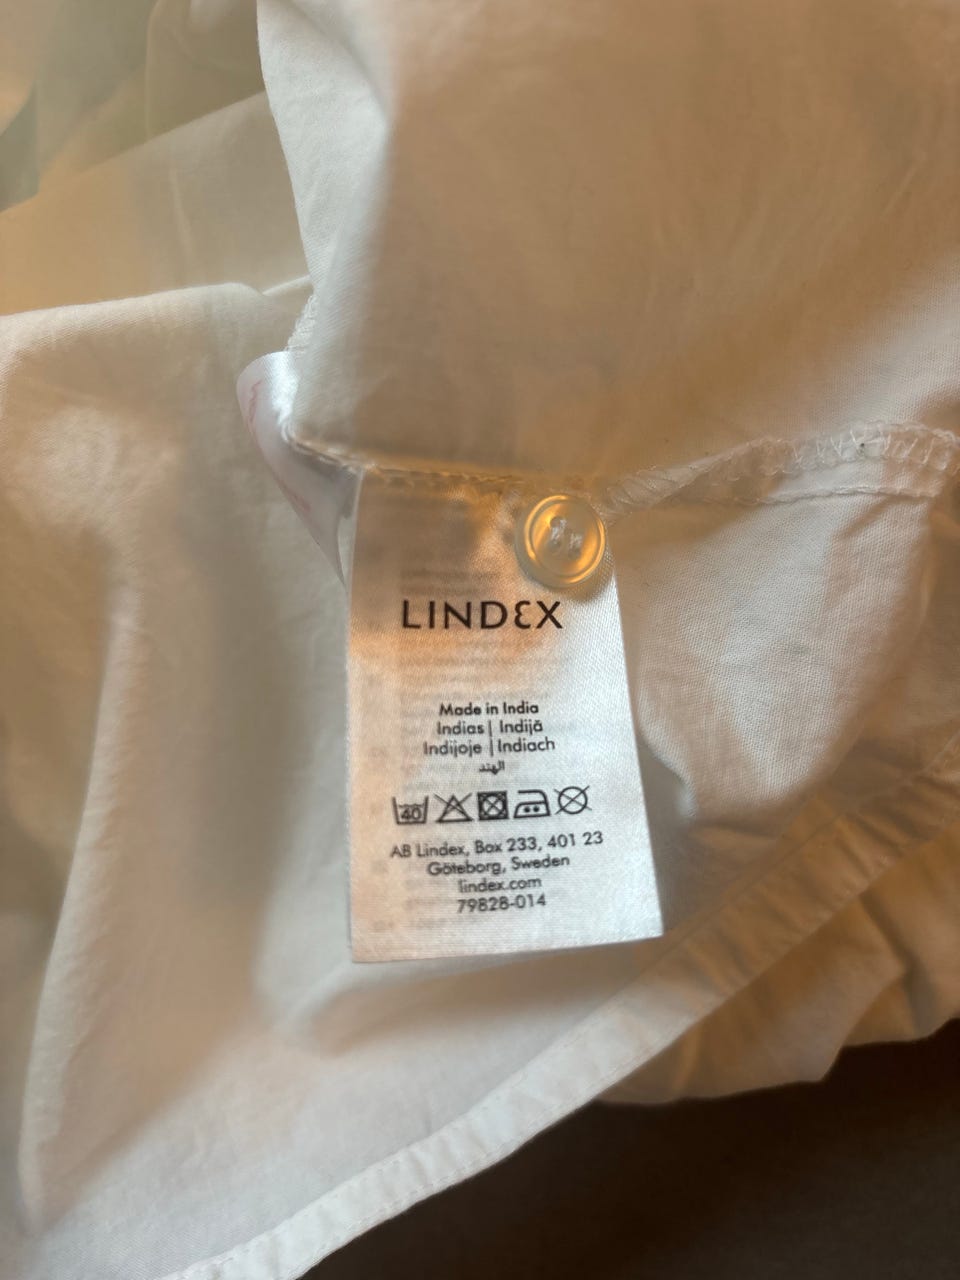 LINDEX
Made in India
Indias | Indijā
Indijoje | Indiach
الهند
40
AB Lindex, Box 233, 401 23
Göteborg, Sweden
lindex.com
79828-014